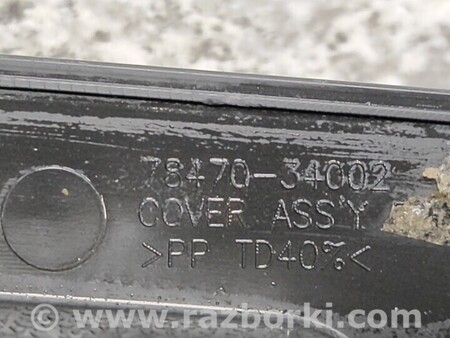 78470-34002
COVER ASS'Y
>PP TD40%<
www.razborki.com